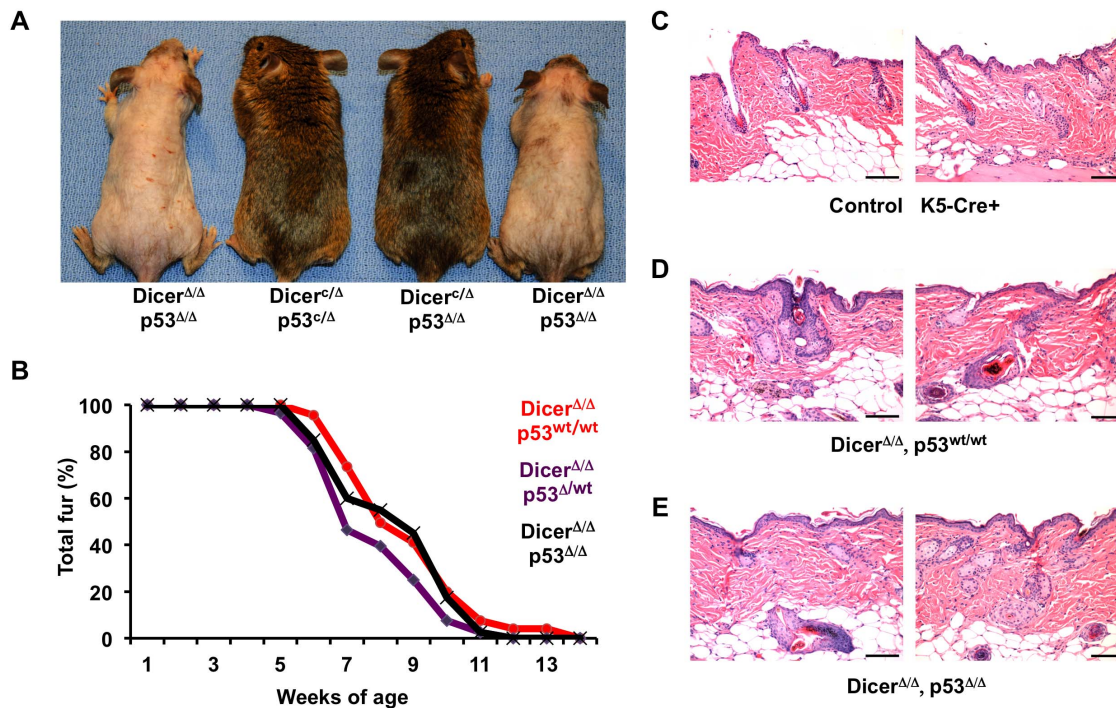 A
Dicer^Δ/Δ Dicer^c/Δ Dicer^c/Δ Dicer^Δ/Δ
p53^Δ/Δ p53^c/Δ p53^Δ/Δ p53^Δ/Δ
B
100
80
60
40
20
0
Total fur (%)
1 3 5 7 9 11 13
Weeks of age
Dicer^Δ/Δ
p53^wt/wt
Dicer^Δ/Δ
p53^Δ/wt
Dicer^Δ/Δ
p53^Δ/Δ
C
Control K5-Cre+
D
Dicer^Δ/Δ, p53^wt/wt
E
Dicer^Δ/Δ, p53^Δ/Δ